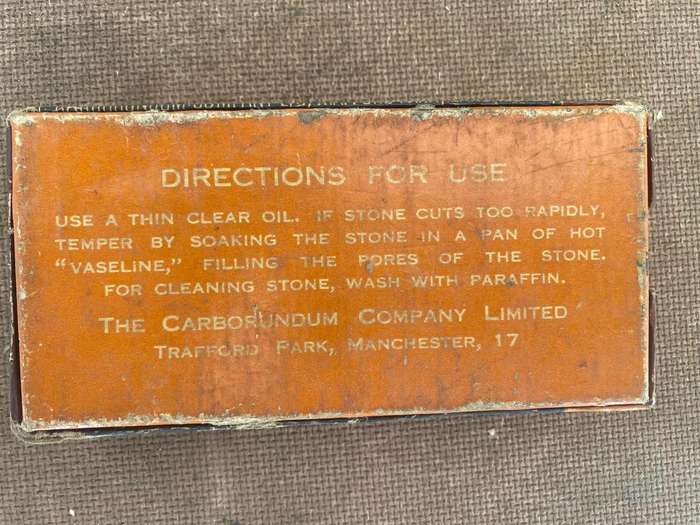 DIRECTIONS FOR USE
USE A THIN CLEAR OIL. IF STONE CUTS TOO RAPIDLY,
TEMPER BY SOAKING THE STONE IN A PAN OF HOT
"VASELINE," FILLING THE PORES OF THE STONE.
FOR CLEANING STONE, WASH WITH PARAFFIN.
THE CARBORUNDUM COMPANY LIMITED
TRAFFORD PARK, MANCHESTER, 17